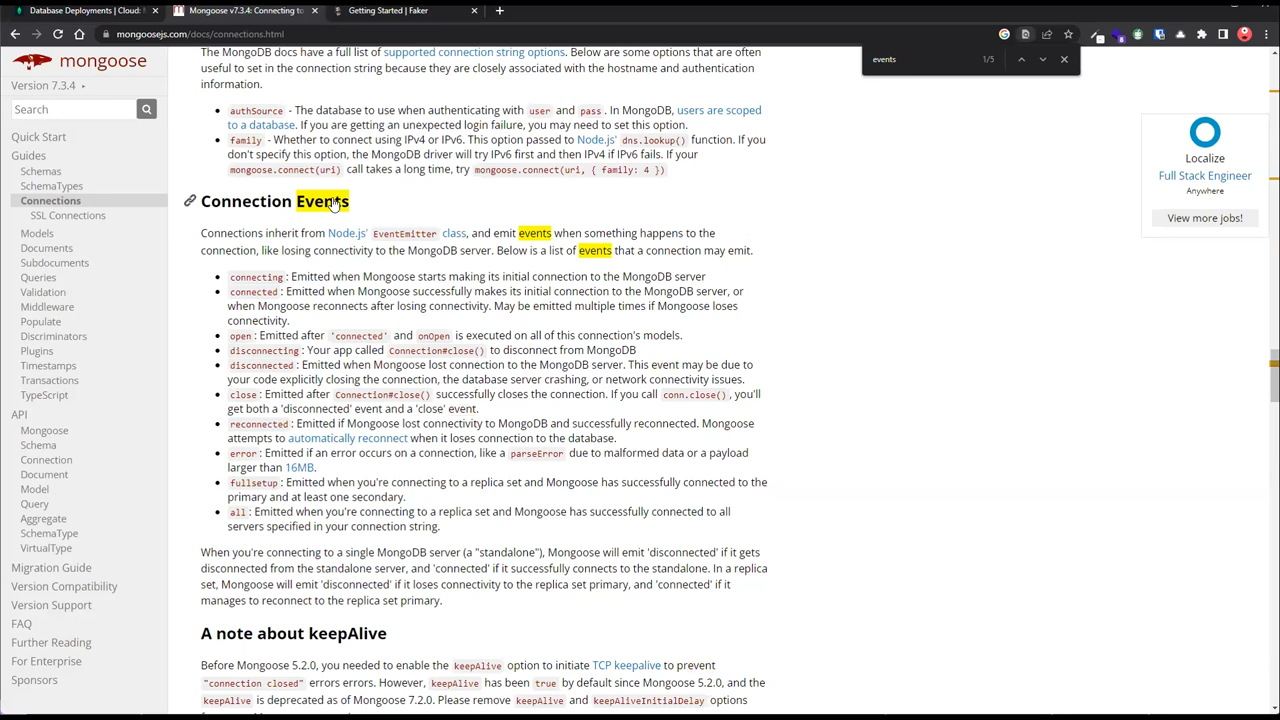 Database Deployments | Cloud: M
Mongoose v7.3.4: Connecting to
Getting Started | Faker
mongoosejs.com/docs/connections.html
events 1/5
mongoose
Version 7.3.4
Search
Quick Start
Guides
Schemas
SchemaTypes
Connections
SSL Connections
Models
Documents
Subdocuments
Queries
Validation
Middleware
Populate
Discriminators
Plugins
Timestamps
Transactions
TypeScript
API
Mongoose
Schema
Connection
Document
Model
Query
Aggregate
SchemaType
VirtualType
Migration Guide
Version Compatibility
Version Support
FAQ
Further Reading
For Enterprise
Sponsors
The MongoDB docs have a full list of supported connection string options. Below are some options that are often
useful to set in the connection string because they are closely associated with the hostname and authentication
information.
authSource - The database to use when authenticating with user and pass. In MongoDB, users are scoped
to a database. If you are getting an unexpected login failure, you may need to set this option.
family - Whether to connect using IPv4 or IPv6. This option passed to Node.js' dns.lookup() function. If you
don't specify this option, the MongoDB driver will try IPv6 first and then IPv4 if IPv6 fails. If your
mongoose.connect(uri) call takes a long time, try mongoose.connect(uri, { family: 4 })
Connection Events
Connections inherit from Node.js' EventEmitter class, and emit events when something happens to the
connection, like losing connectivity to the MongoDB server. Below is a list of events that a connection may emit.
connecting: Emitted when Mongoose starts making its initial connection to the MongoDB server
connected: Emitted when Mongoose successfully makes its initial connection to the MongoDB server, or
when Mongoose reconnects after losing connectivity. May be emitted multiple times if Mongoose loses
connectivity.
open: Emitted after 'connected' and onOpen is executed on all of this connection's models.
disconnecting: Your app called Connection#close() to disconnect from MongoDB
disconnected: Emitted when Mongoose lost connection to the MongoDB server. This event may be due to
your code explicitly closing the connection, the database server crashing, or network connectivity issues.
close: Emitted after Connection#close() successfully closes the connection. If you call conn.close(), you'll
get both a 'disconnected' event and a 'close' event.
reconnected: Emitted if Mongoose lost connectivity to MongoDB and successfully reconnected. Mongoose
attempts to automatically reconnect when it loses connection to the database.
error: Emitted if an error occurs on a connection, like a parseError due to malformed data or a payload
larger than 16MB.
fullsetup: Emitted when you're connecting to a replica set and Mongoose has successfully connected to the
primary and at least one secondary.
all: Emitted when you're connecting to a replica set and Mongoose has successfully connected to all
servers specified in your connection string.
When you're connecting to a single MongoDB server (a "standalone"), Mongoose will emit 'disconnected' if it gets
disconnected from the standalone server, and 'connected' if it successfully connects to the standalone. In a replica
set, Mongoose will emit 'disconnected' if it loses connectivity to the replica set primary, and 'connected' if it
manages to reconnect to the replica set primary.
A note about keepAlive
Before Mongoose 5.2.0, you needed to enable the keepAlive option to initiate TCP keepalive to prevent
"connection closed" errors errors. However, keepAlive has been true by default since Mongoose 5.2.0, and the
keepAlive is deprecated as of Mongoose 7.2.0. Please remove keepAlive and keepAliveInitialDelay options
Localize
Full Stack Engineer
Anywhere
View more jobs!